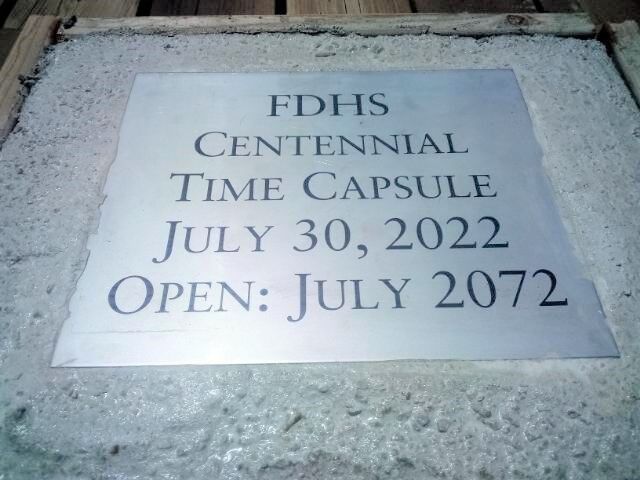 FDHS
CENTENNIAL
TIME CAPSULE
JULY 30, 2022
OPEN: JULY 2072